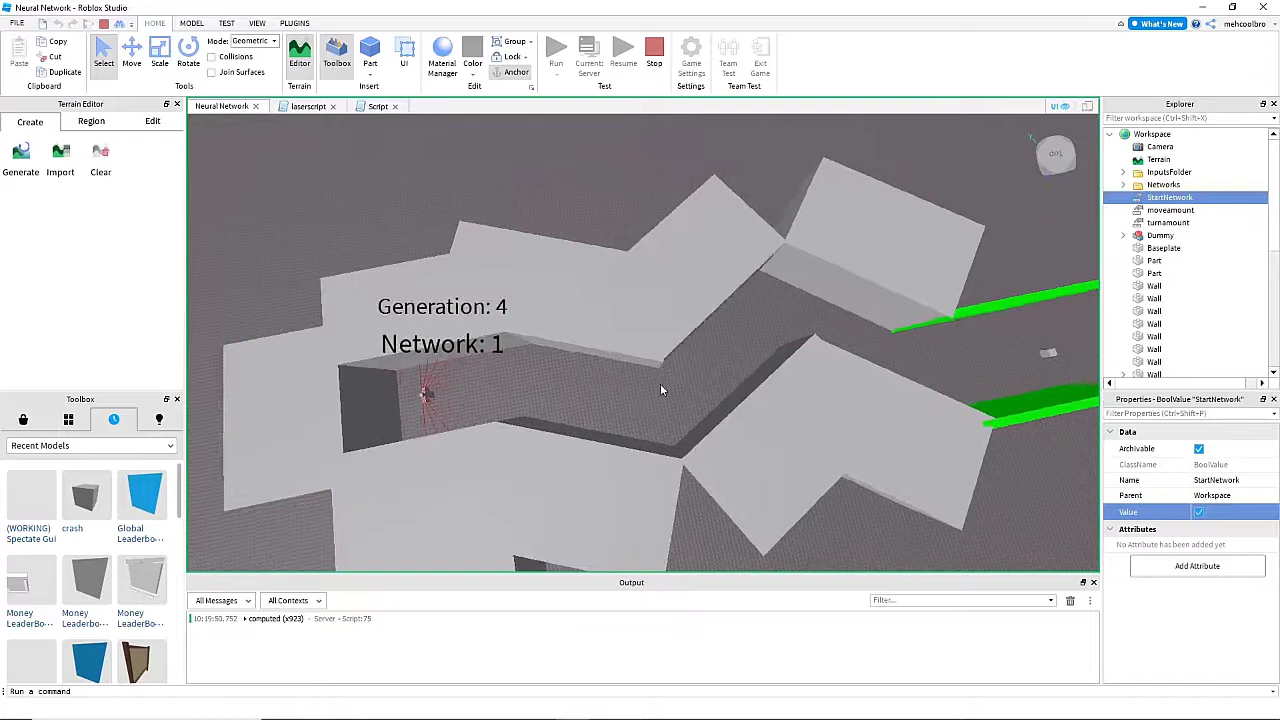 Neural Network - Roblox Studio
FILE
HOME
MODEL
TEST
VIEW
PLUGINS
What's New
mehcoolbro
Paste
Copy
Cut
Duplicate
Clipboard
Select
Move
Scale
Rotate
Mode: Geometric
Collisions
Join Surfaces
Tools
Editor
Terrain
Toolbox
Part
UI
Insert
Material Manager
Color
Group
Lock
Anchor
Edit
Run
Current: Server
Resume
Stop
Test
Game Settings
Settings
Team Test
Exit Game
Team Test
Terrain Editor
Create
Region
Edit
Generate
Import
Clear
Toolbox
Recent Models
(WORKING) Spectate Gui
crash
Global Leaderbo···
Money LeaderBo···
Money Leaderbo···
Money LeaderBo···
Neural Network
laserscript
Script
UI
Top
Y
Generation: 4
Network: 1
Output
All Messages
All Contexts
Filter...
10:19:50.752
computed (x923) - Server - Script:75
Explorer
Filter workspace (Ctrl+Shift+X)
Workspace
Camera
Terrain
InputsFolder
Networks
StartNetwork
moveamount
turnamount
Dummy
Baseplate
Part
Part
Wall
Wall
Wall
Wall
Wall
Wall
Wall
Wall
Properties - BoolValue "StartNetwork"
Filter Properties (Ctrl+Shift+P)
Data
Archivable
ClassName BoolValue
Name StartNetwork
Parent Workspace
Value
Attributes
No Attribute has been added yet
Add Attribute
Run a command